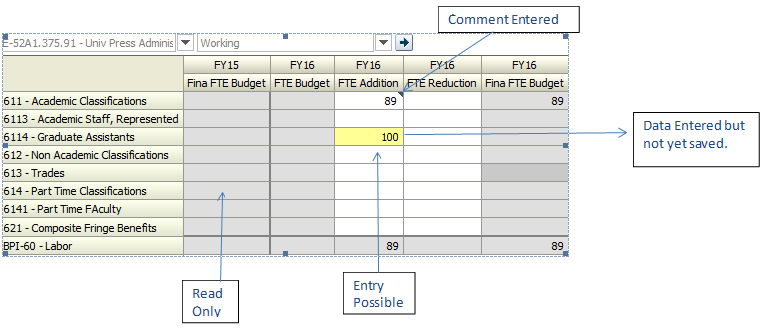 Comment Entered
E-52A1.375.91 - Univ Press Adminis Working
FY15 FY16 FY16 FY16 FY16
Fina FTE Budget FTE Budget FTE Addition FTE Reduction Fina FTE Budget
611 - Academic Classifications 89 89
6113 - Academic Staff, Represented
6114 - Graduate Assistants 100
612 - Non Academic Classifications
613 - Trades
614 - Part Time Classifications
6141 - Part Time FAculty
621 - Composite Fringe Benefits
BPI-60 - Labor 89 89
Data Entered but
not yet saved.
Read
Only
Entry
Possible